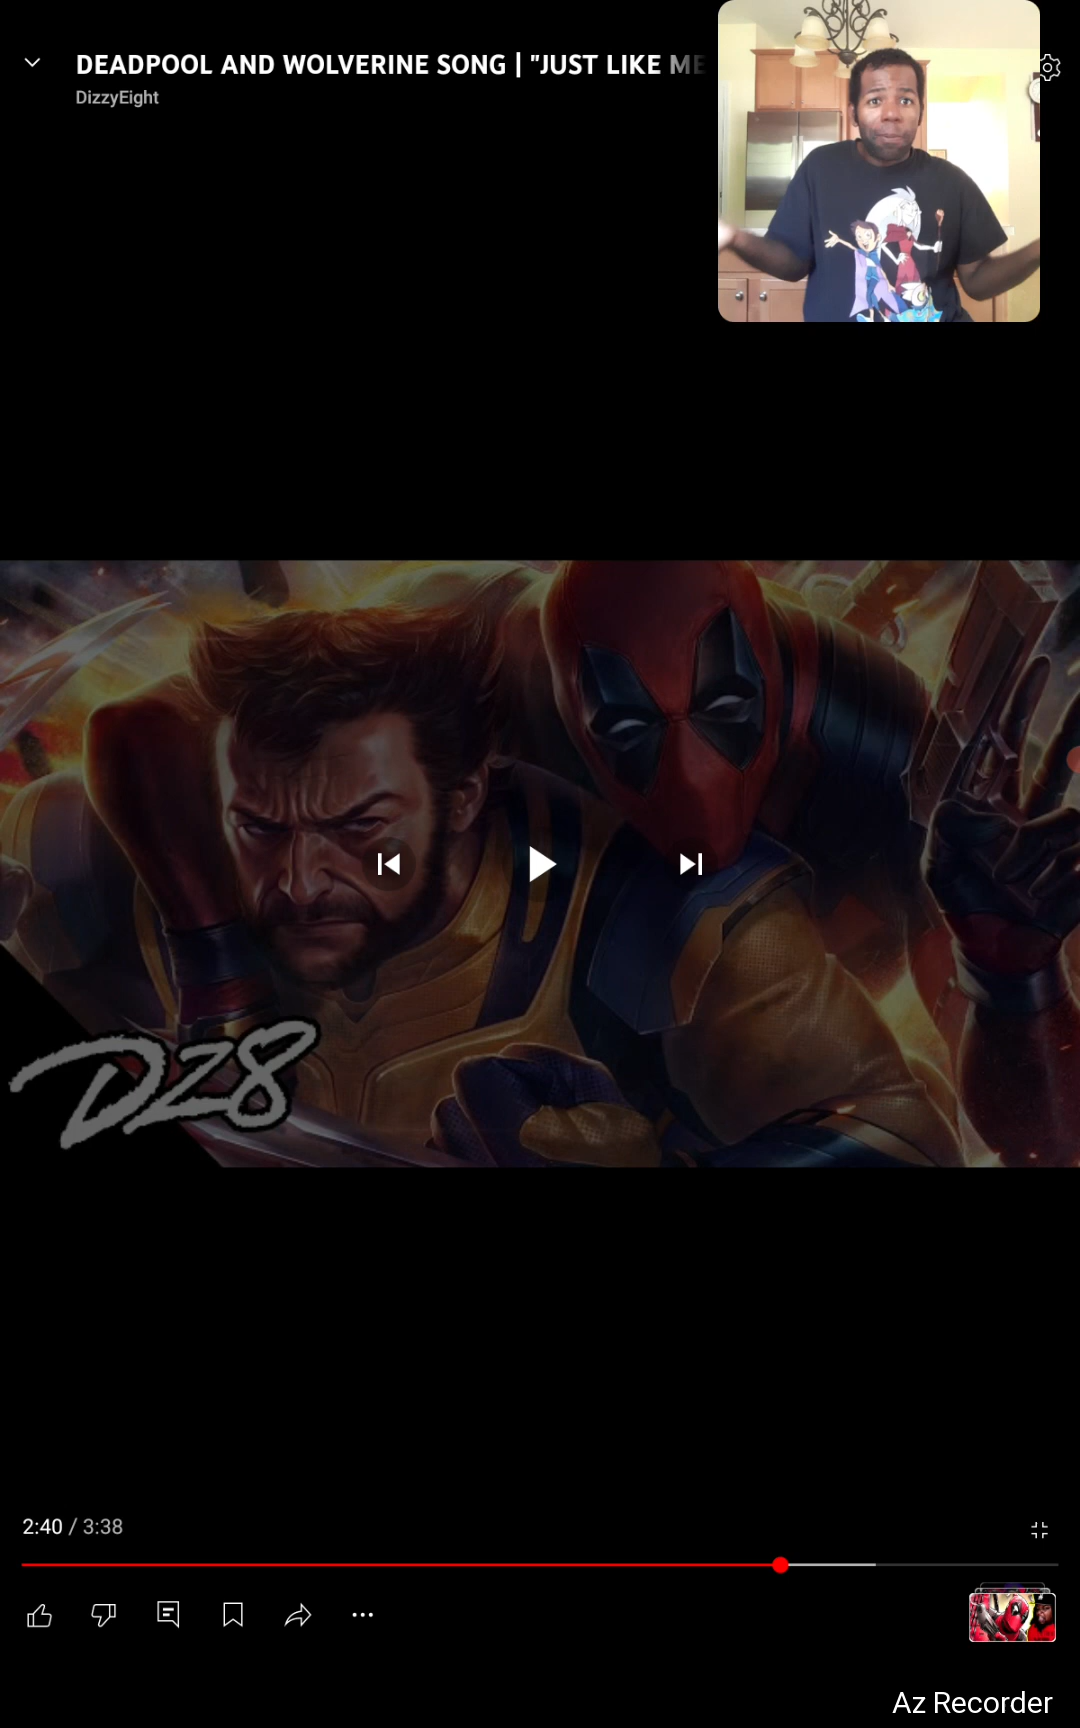 DEADPOOL AND WOLVERINE SONG | "JUST LIKE ME
DizzyEight
DZ8
2:40 / 3:38
Az Recorder